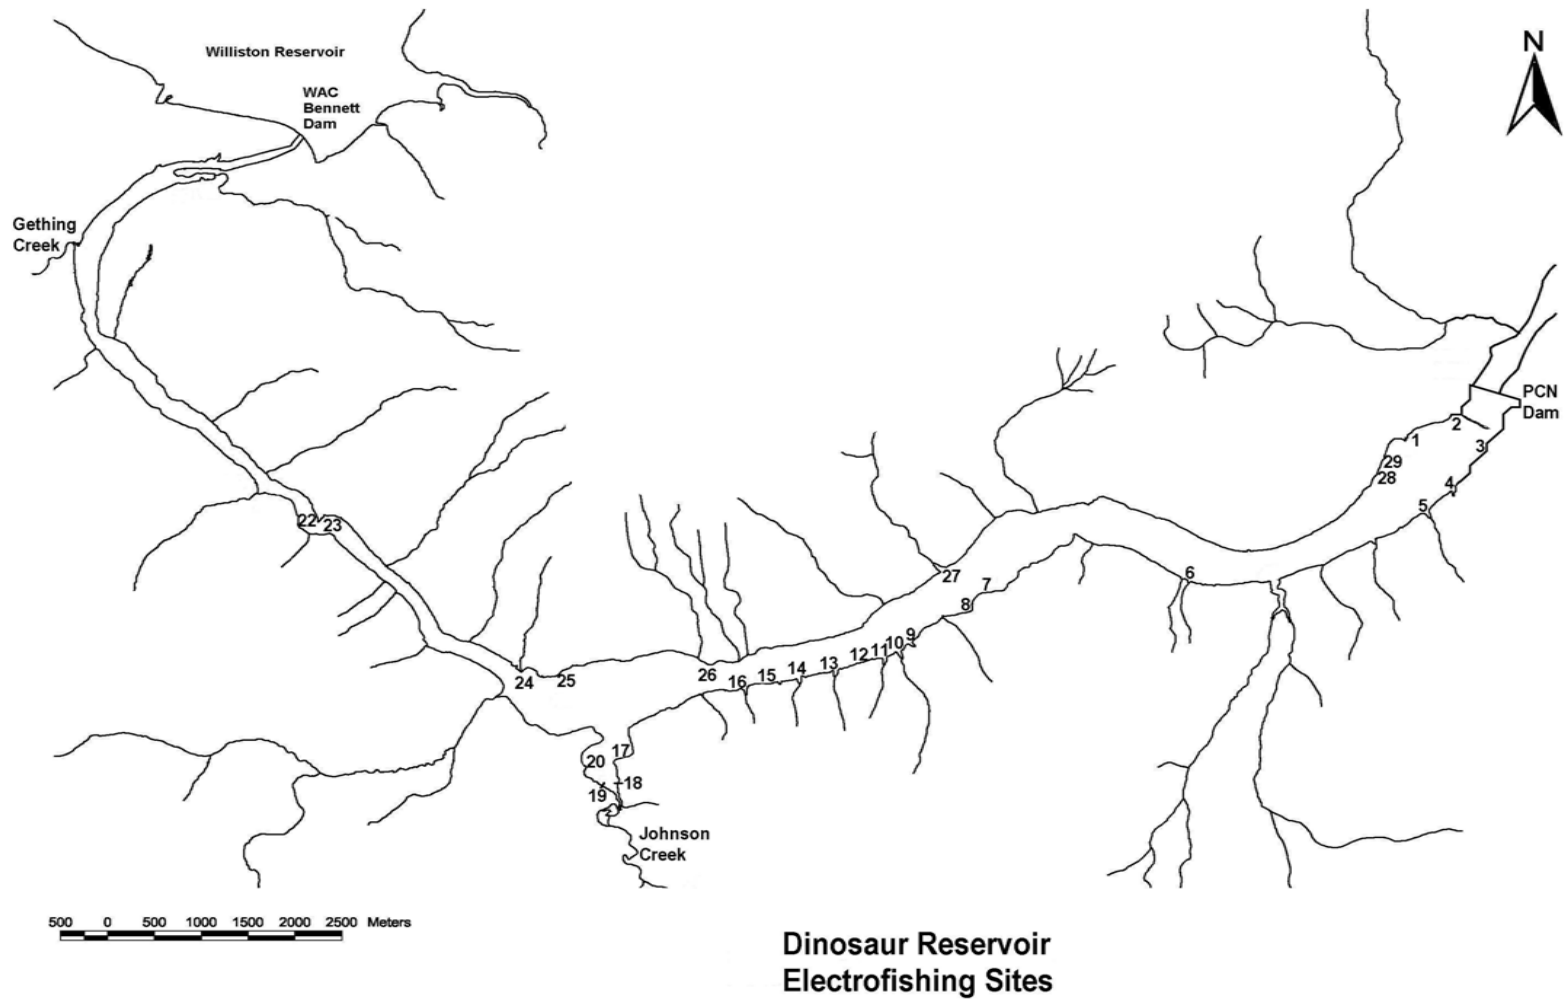 Williston Reservoir
WAC
Bennett
Dam
N
Gething
Creek
PCN
Dam
2
1
3
29
28
4
5
22
23
27
6
7
8
9
10
11
12
13
14
15
16
26
24
25
17
20
18
19
Johnson
Creek
500 0 500 1000 1500 2000 2500 Meters
Dinosaur Reservoir
Electrofishing Sites